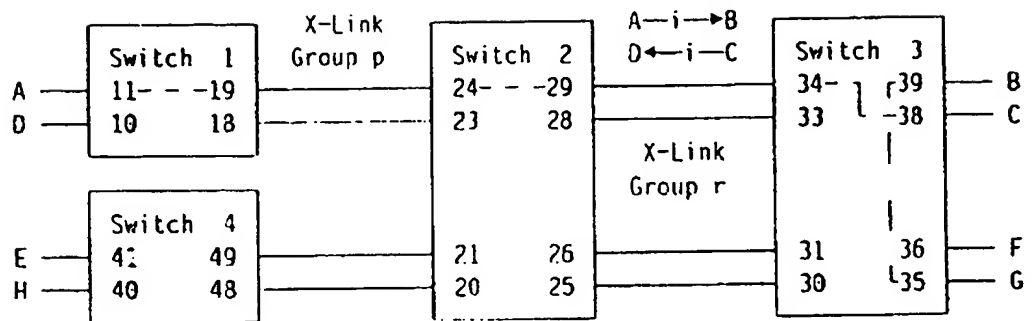 X-Link
Group p
A—i→B
D←i—C
Switch 1
11- - -19
10 18
Switch 2
24- - -29
23 28
21 26
20 25
Switch 3
34- 39
33 -38
31 36
30 35
A
D
B
C
X-Link
Group r
Switch 4
41 49
40 48
E
H
F
G